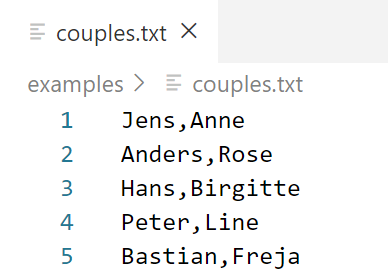 couples.txt
examples > couples.txt
1 Jens,Anne
2 Anders,Rose
3 Hans,Birgitte
4 Peter,Line
5 Bastian,Freja